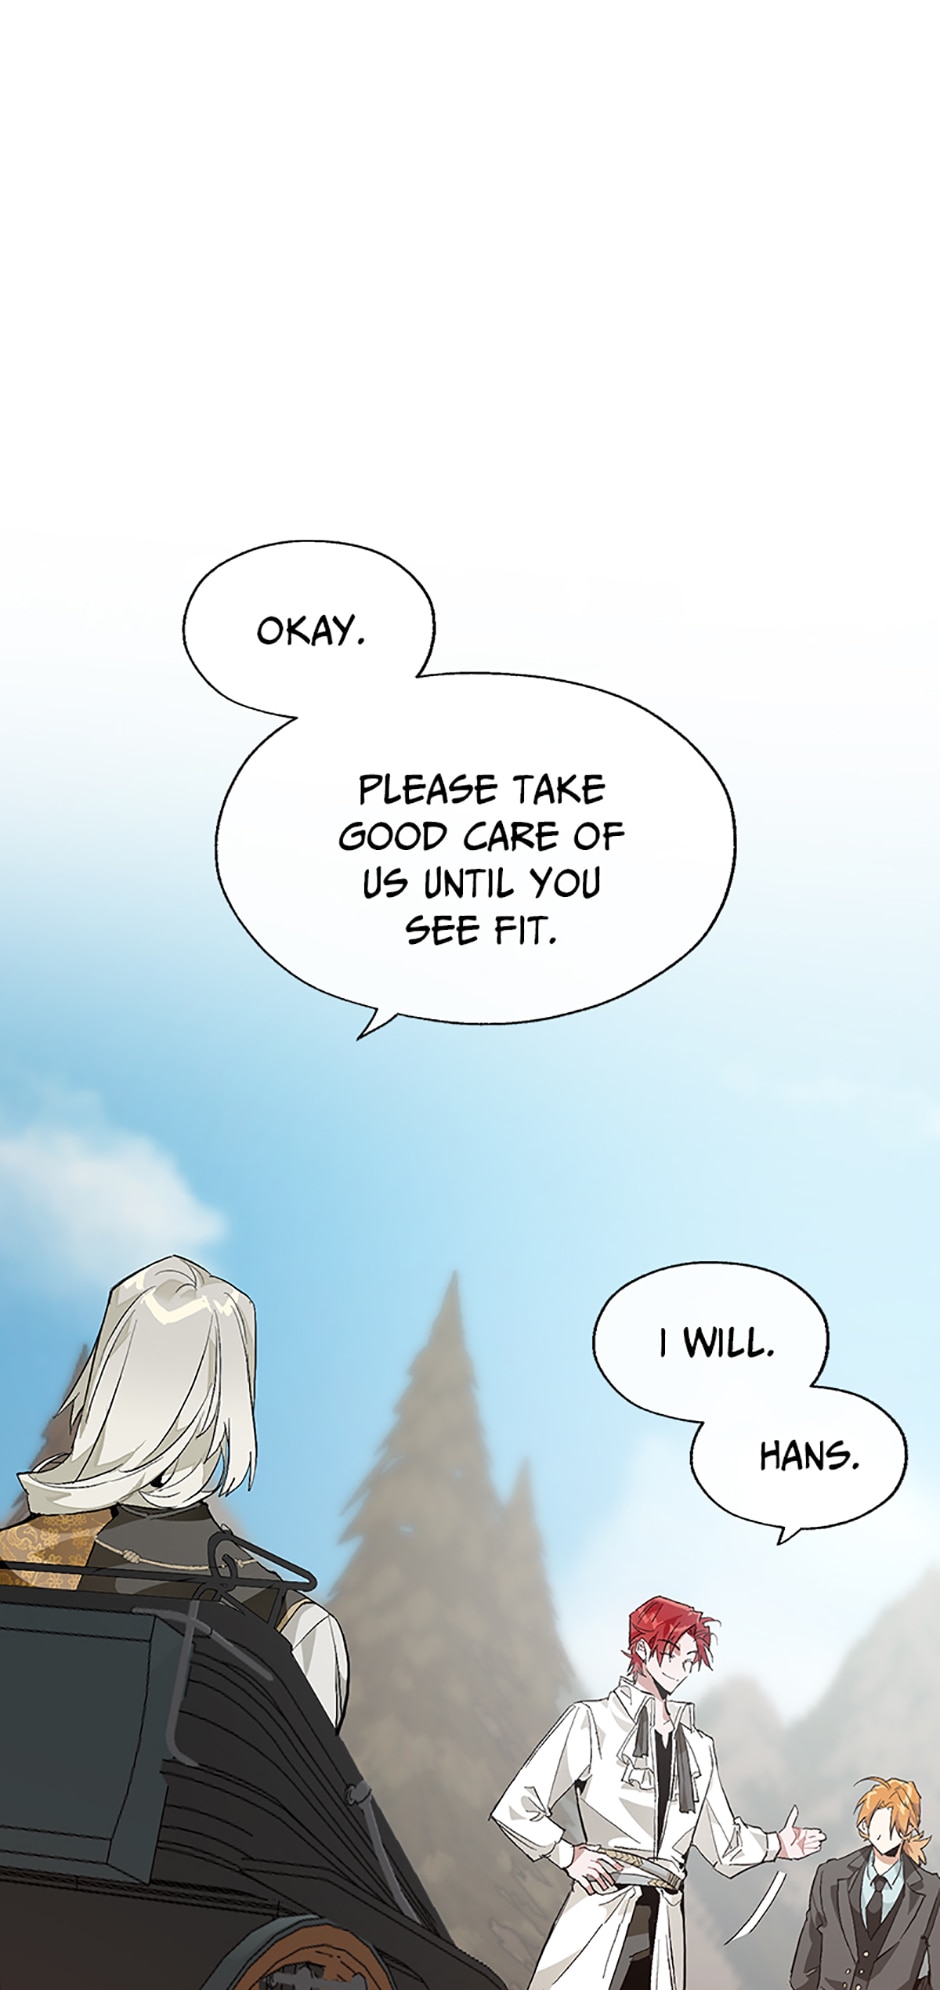 OKAY.
PLEASE TAKE
GOOD CARE OF
US UNTIL YOU
SEE FIT.
I WILL.
HANS.